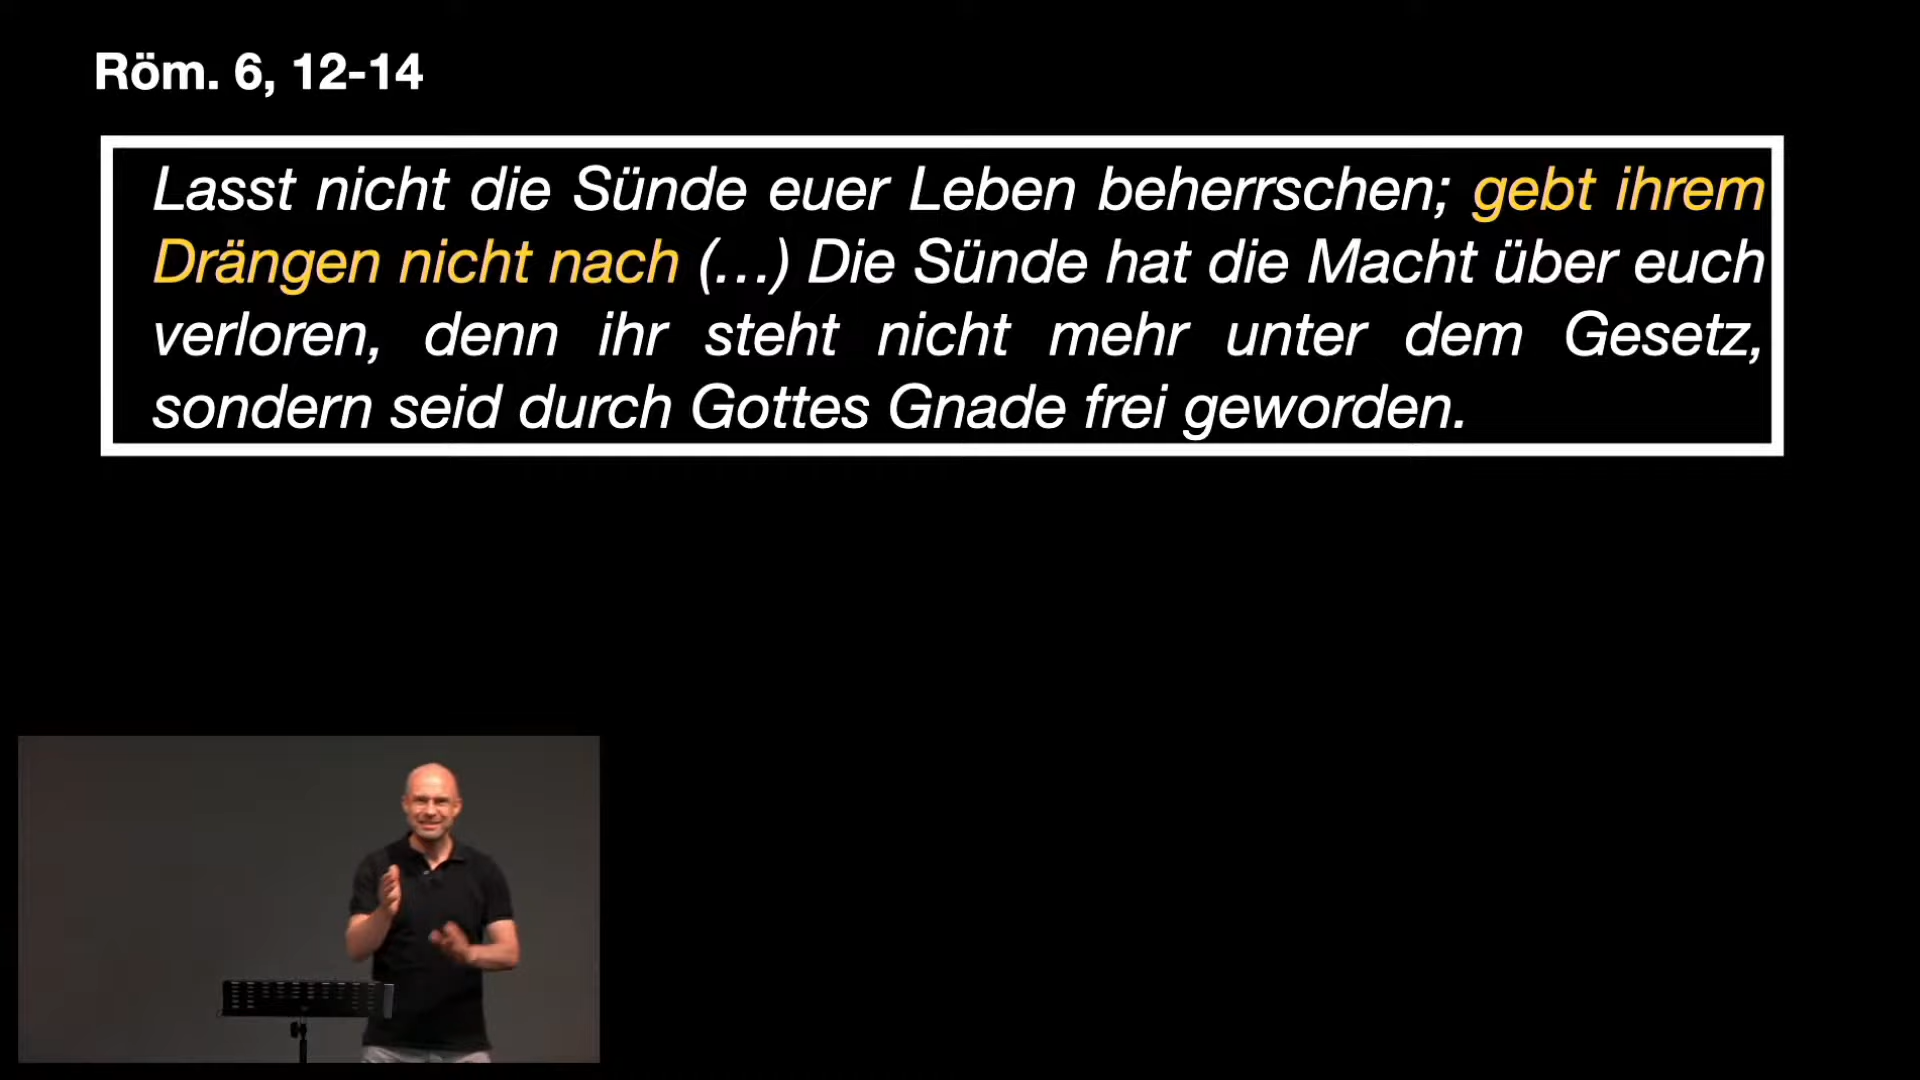 Röm. 6, 12-14
Lasst nicht die Sünde euer Leben beherrschen; gebt ihrem
Drängen nicht nach (…) Die Sünde hat die Macht über euch
verloren, denn ihr steht nicht mehr unter dem Gesetz,
sondern seid durch Gottes Gnade frei geworden.